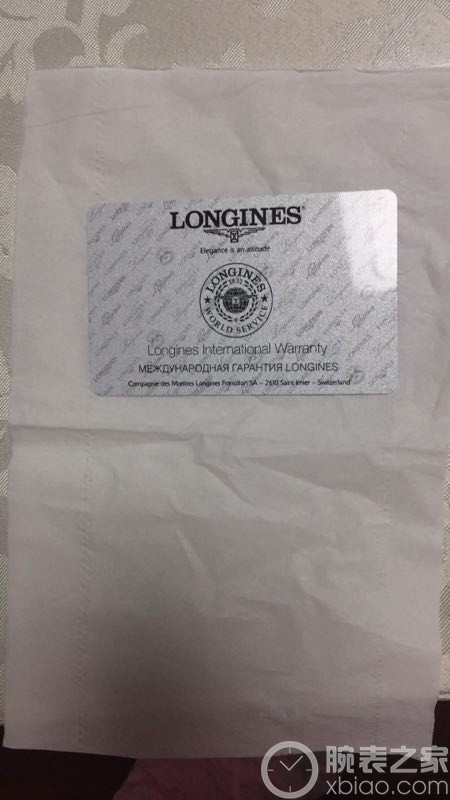 LONGINES®
Elegance is an attitude
LONGINES
1832
WORLD SERVICE
Longines International Warranty
МЕЖДУНАРОДНАЯ ГАРАНТИЯ LONGINES
Compagnie des Montres Longines Francillon SA – 2610 Saint-Imier – Switzerland
腕表之家
xbiao.com